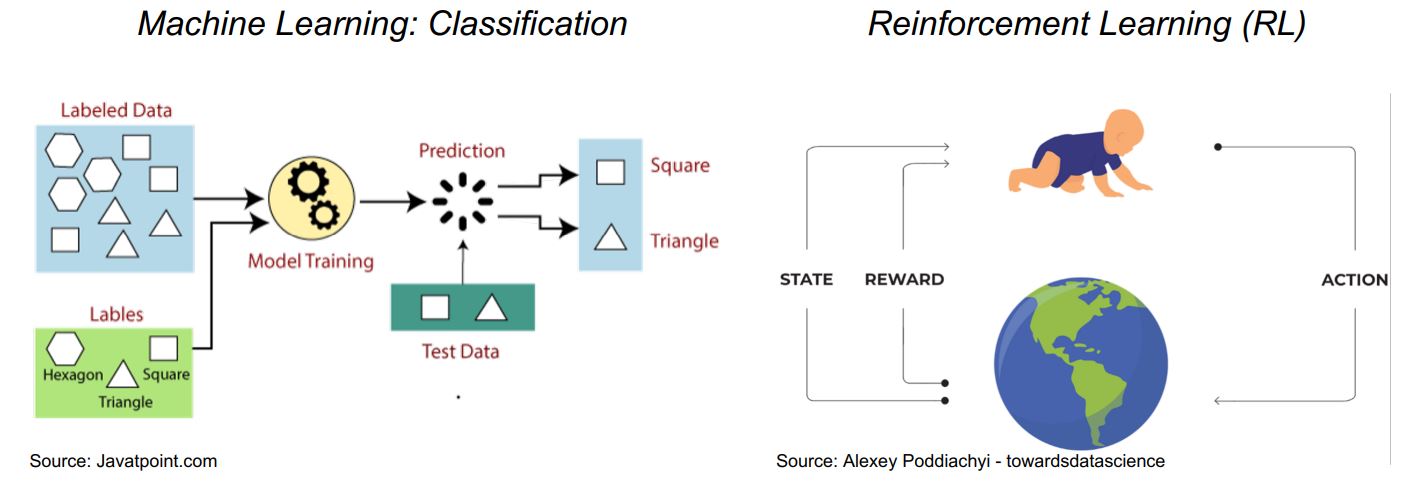 Machine Learning: Classification
Labeled Data
Model Training
Prediction
Square
Triangle
Test Data
Lables
Hexagon
Square
Triangle
Source: Javatpoint.com
Reinforcement Learning (RL)
STATE
REWARD
ACTION
Source: Alexey Poddiachyi - towardsdatascience